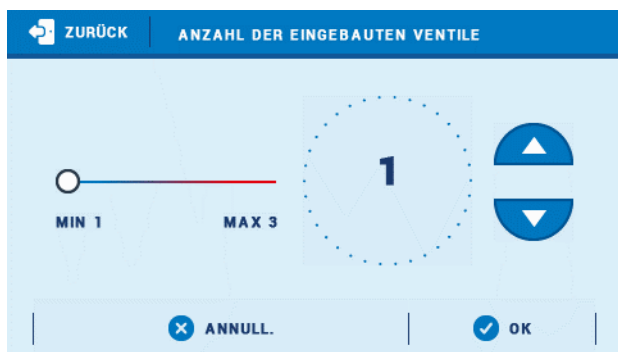 ZURÜCK ANZAHL DER EINGEBAUTEN VENTILE
1
MIN 1 MAX 3
ANNULL. OK